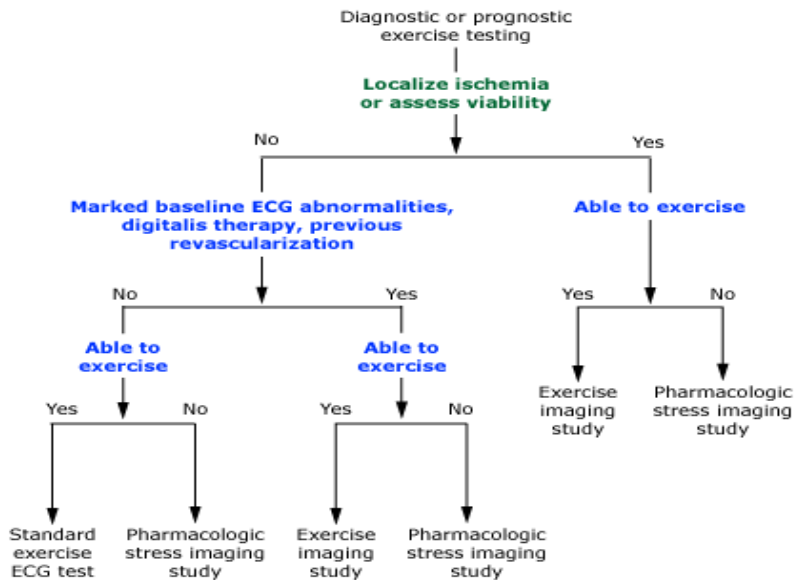 Diagnostic or prognostic
exercise testing
Localize ischemia
or assess viability
No
Yes
Marked baseline ECG abnormalities,
digitalis therapy, previous
revascularization
Able to exercise
No
Yes
Yes
No
Able to
exercise
Able to
exercise
Exercise
imaging
study
Pharmacologic
stress imaging
study
Yes
No
Yes
No
Standard
exercise
ECG test
Pharmacologic
stress imaging
study
Exercise
imaging
study
Pharmacologic
stress imaging
study